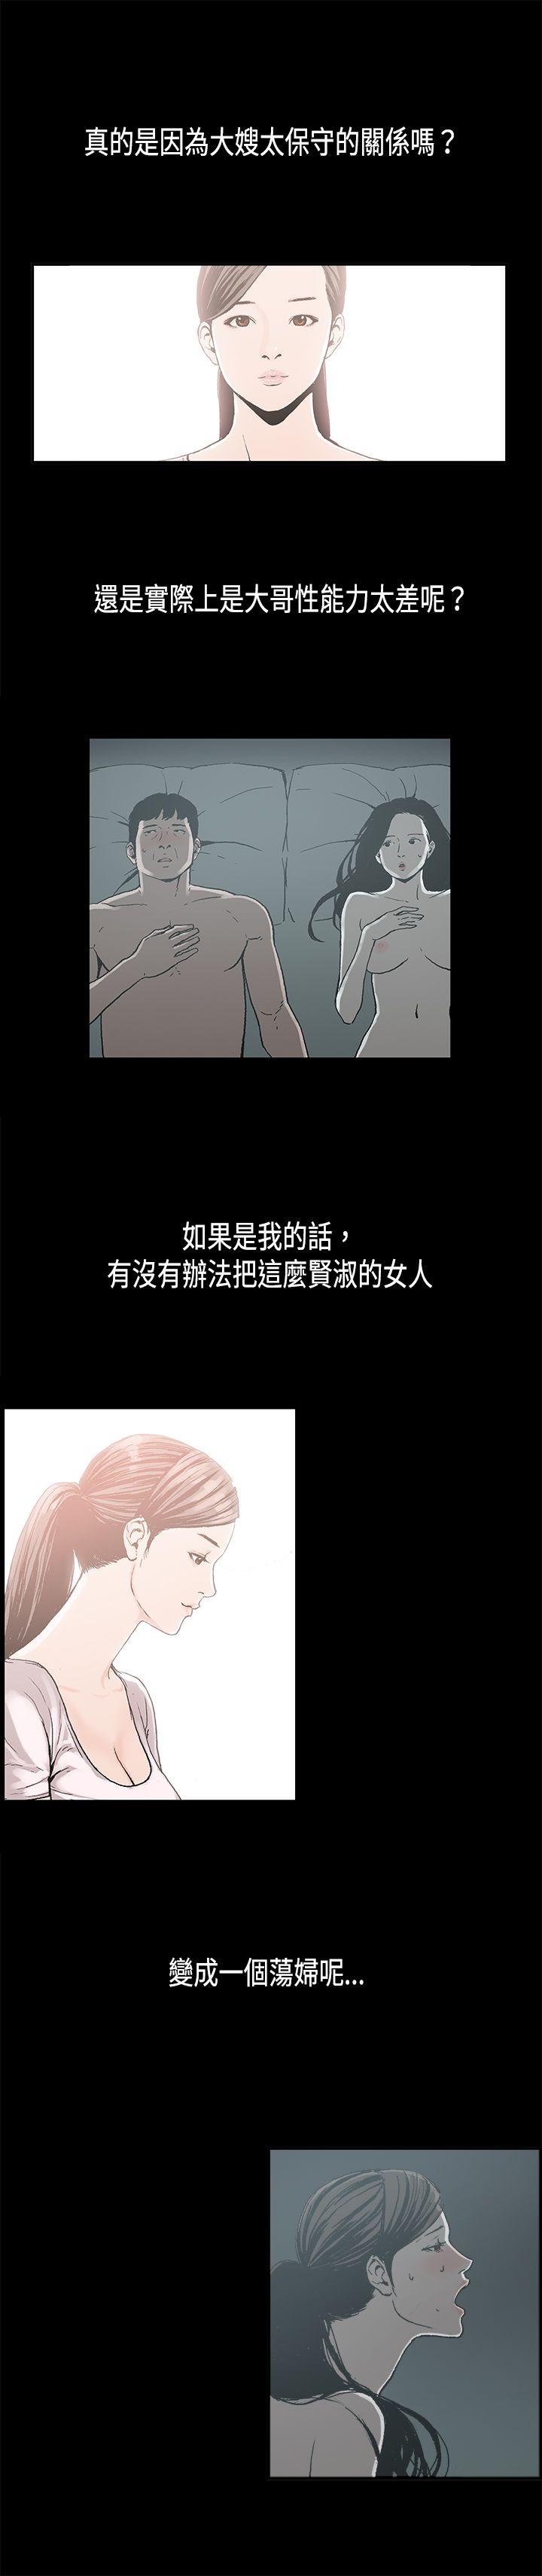 真的是因為大嫂太保守的關係嗎？
還是實際上是大哥性能力太差呢？
如果是我的話，
有沒有辦法把這麼賢淑的女人
變成一個蕩婦呢...